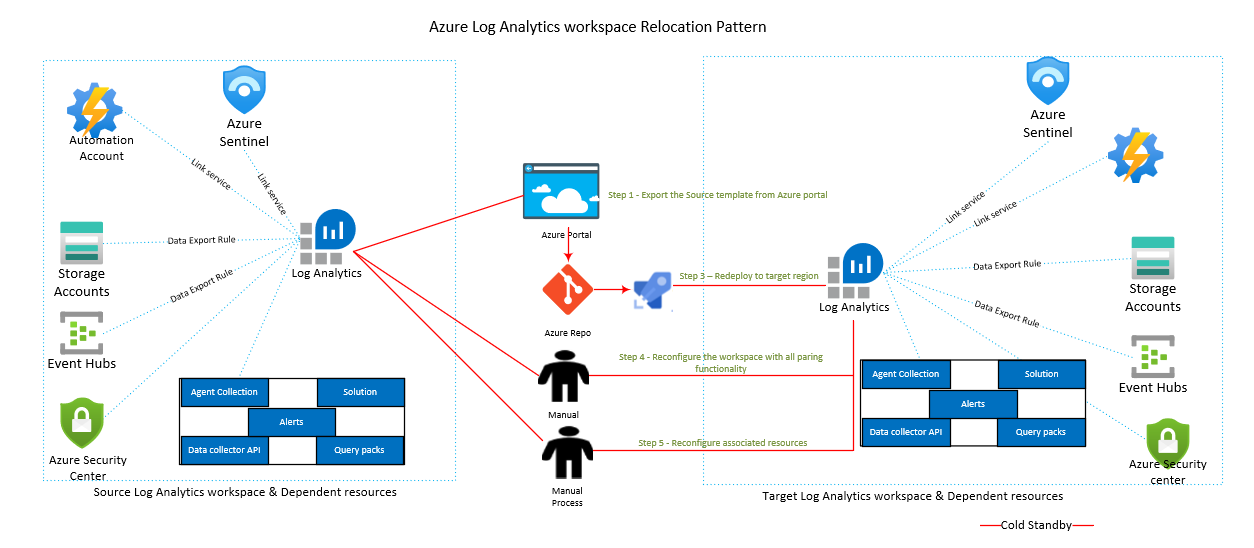 Azure Log Analytics workspace Relocation Pattern
Automation
Account
Azure
Sentinel
Link service
Link service
Data Export Rule
Data Export Rule
Storage
Accounts
Log Analytics
Event Hubs
Azure Security
Center
Agent Collection
Solution
Alerts
Data collector API
Query packs
Source Log Analytics workspace & Dependent resources
Azure Portal
Step 1 - Export the Source template from Azure portal
Azure Repo
Step 3 – Redeploy to target region
Manual
Step 4 - Reconfigure the workspace with all paring
functionality
Manual
Process
Step 5 - Reconfigure associated resources
Azure
Sentinel
Link service
Link service
Data Export Rule
Data Export Rule
Log Analytics
Storage
Accounts
Event Hubs
Azure Security
center
Agent Collection
Solution
Alerts
Data collector API
Query packs
Target Log Analytics workspace & Dependent resources
Cold Standby